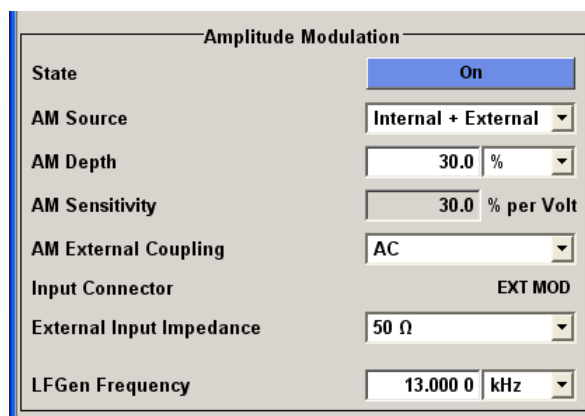 Amplitude Modulation
State On
AM Source Internal + External
AM Depth 30.0 %
AM Sensitivity 30.0 % per Volt
AM External Coupling AC
Input Connector EXT MOD
External Input Impedance 50 Ω
LFGen Frequency 13.000 0 kHz